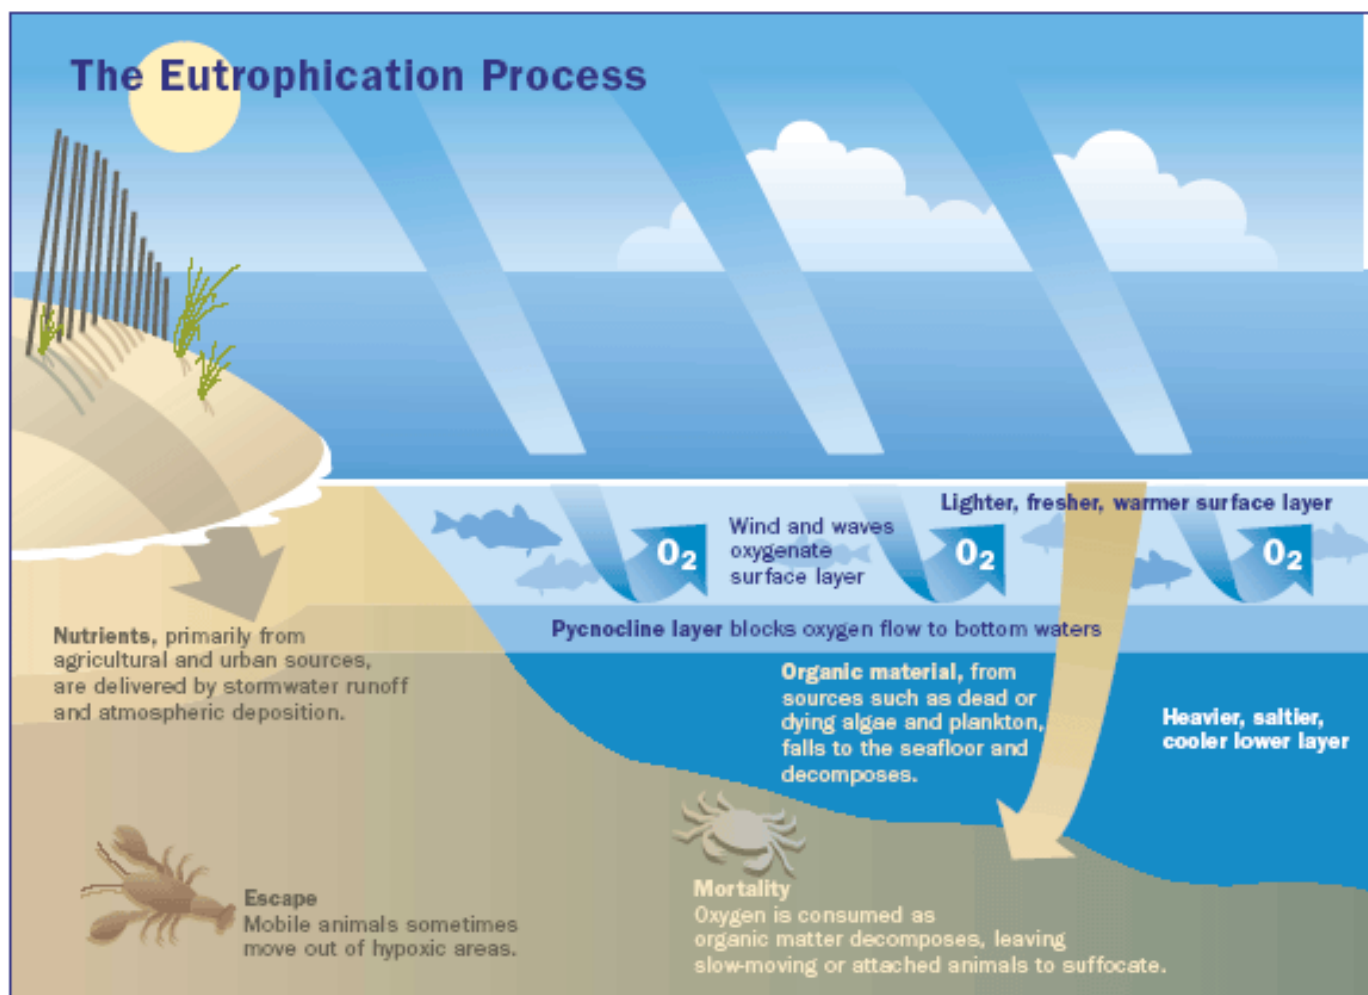 The Eutrophication Process
Lighter, fresher, warmer surface layer
Wind and waves
oxygenate
surface layer
O₂
O₂
O₂
Pycnocline layer blocks oxygen flow to bottom waters
Nutrients, primarily from
agricultural and urban sources,
are delivered by stormwater runoff
and atmospheric deposition.
Organic material, from
sources such as dead or
dying algae and plankton,
falls to the seafloor and
decomposes.
Heavier, saltier,
cooler lower layer
Escape
Mobile animals sometimes
move out of hypoxic areas.
Mortality
Oxygen is consumed as
organic matter decomposes, leaving
slow-moving or attached animals to suffocate.